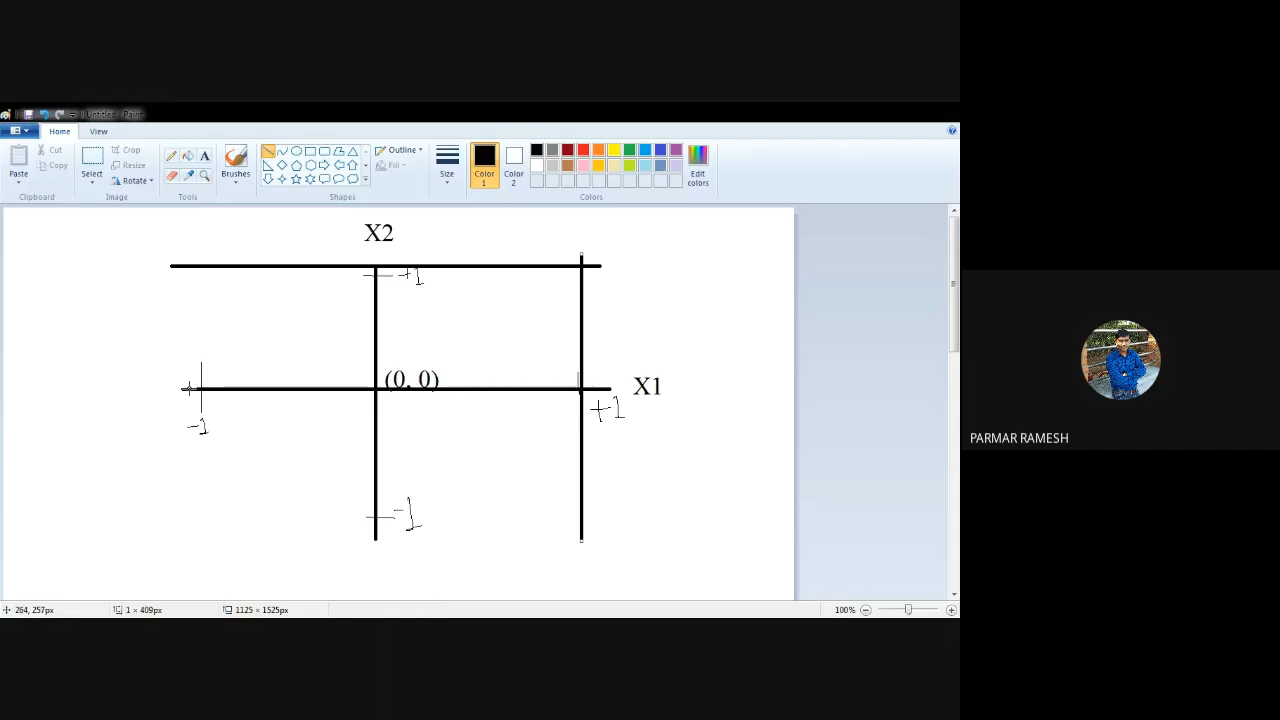 Untitled - Paint
Home View
Cut
Copy
Paste
Clipboard
Crop
Resize
Rotate
Select
Image
A
Tools
Brushes
Outline
Fill
Shapes
Size
Color 1
Color 2
Edit colors
Colors
X2
+1
(0, 0)
X1
+1
-1
-1
PARMAR RAMESH
264, 257px
1 × 409px
1125 × 1525px
100%